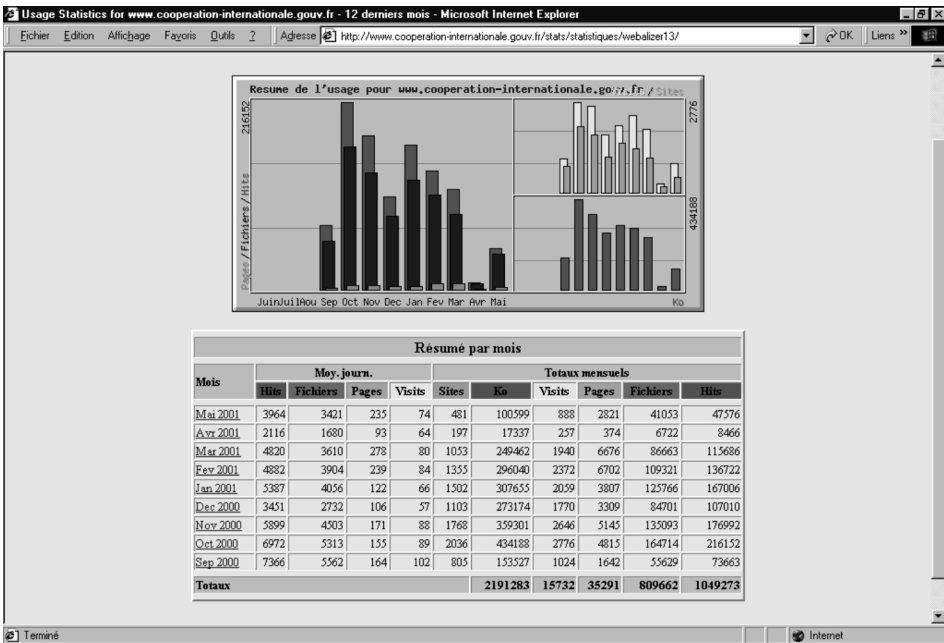 Usage Statistics for www.cooperation-internationale.gouv.fr - 12 derniers mois - Microsoft Internet Explorer
Eichier Edition Affichage Favoris Outils ? Adresse http://www.cooperation-internationale.gouv.fr/stats/statistiques/webalizer13/ OK Liens »
Resume de l'usage pour www.cooperation-internationale.gouv.fr / Sites
216152
2776
Pages / Fichiers / Hits
434188
Juin Juil Aou Sep Oct Nov Dec Jan Fev Mar Avr Mai
Ko
Résumé par mois
Mois Moy. journ. Totaux mensuels
Hits Fichiers Pages Visits Sites Ko Visits Pages Fichiers Hits
Mai 2001 3964 3421 235 74 481 100599 888 2821 41053 47576
Avr 2001 2116 1680 93 64 197 17337 257 374 6722 8466
Mar 2001 4820 3610 278 80 1053 249462 1940 6676 86663 115686
Fev 2001 4882 3904 239 84 1355 296040 2372 6702 109321 136722
Jan 2001 5387 4056 122 66 1502 307655 2059 3807 125766 167006
Dec 2000 3451 2732 106 57 1103 273174 1770 3309 84701 107010
Nov 2000 5899 4503 171 88 1768 359301 2646 5145 135093 176992
Oct 2000 6972 5313 155 89 2036 434188 2776 4815 164714 216152
Sep 2000 7366 5562 164 102 805 153527 1024 1642 55629 73663
Totaux 2191283 15732 35291 809662 1049273
Terminé Internet